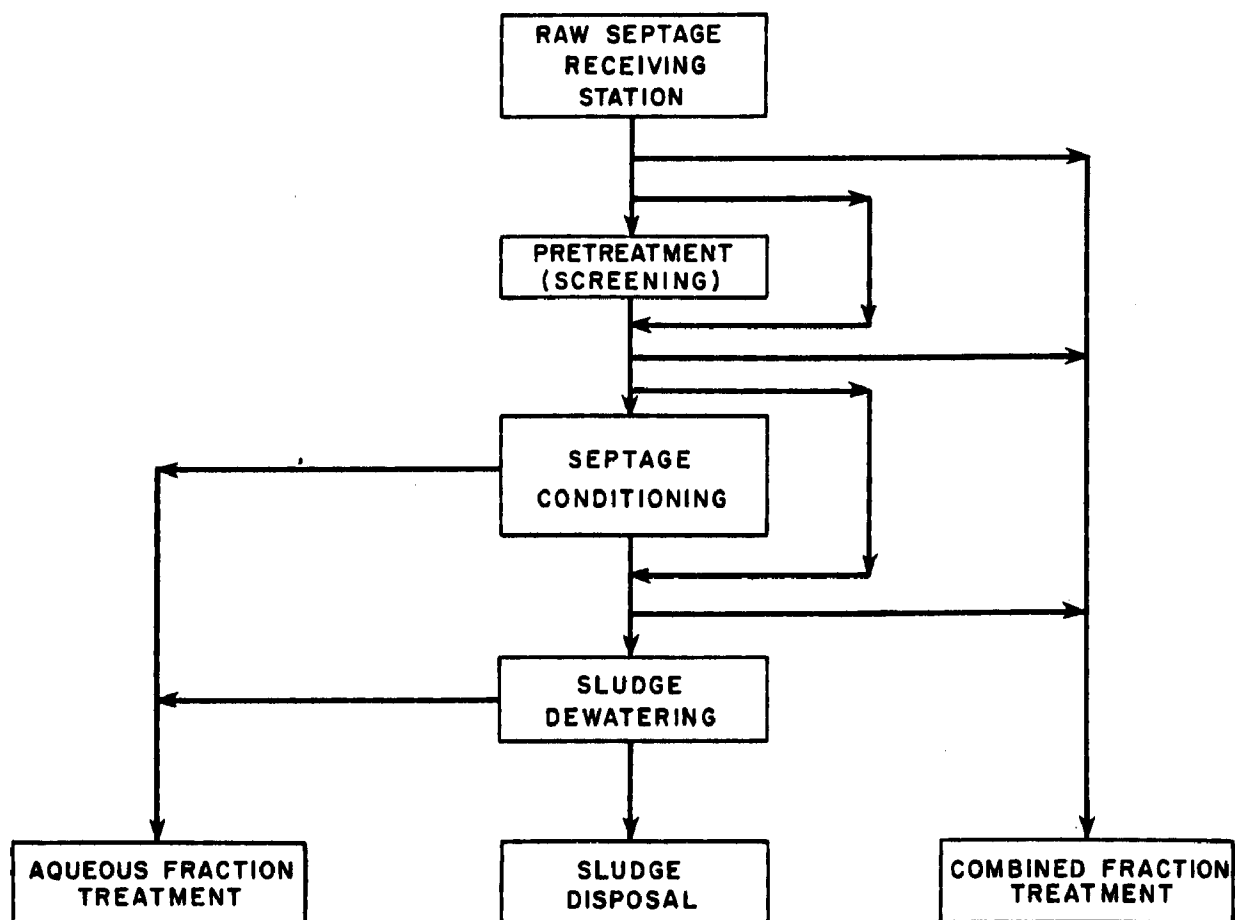 RAW SEPTAGE
RECEIVING
STATION
PRETREATMENT
(SCREENING)
SEPTAGE
CONDITIONING
SLUDGE
DEWATERING
AQUEOUS FRACTION
TREATMENT
SLUDGE
DISPOSAL
COMBINED FRACTION
TREATMENT